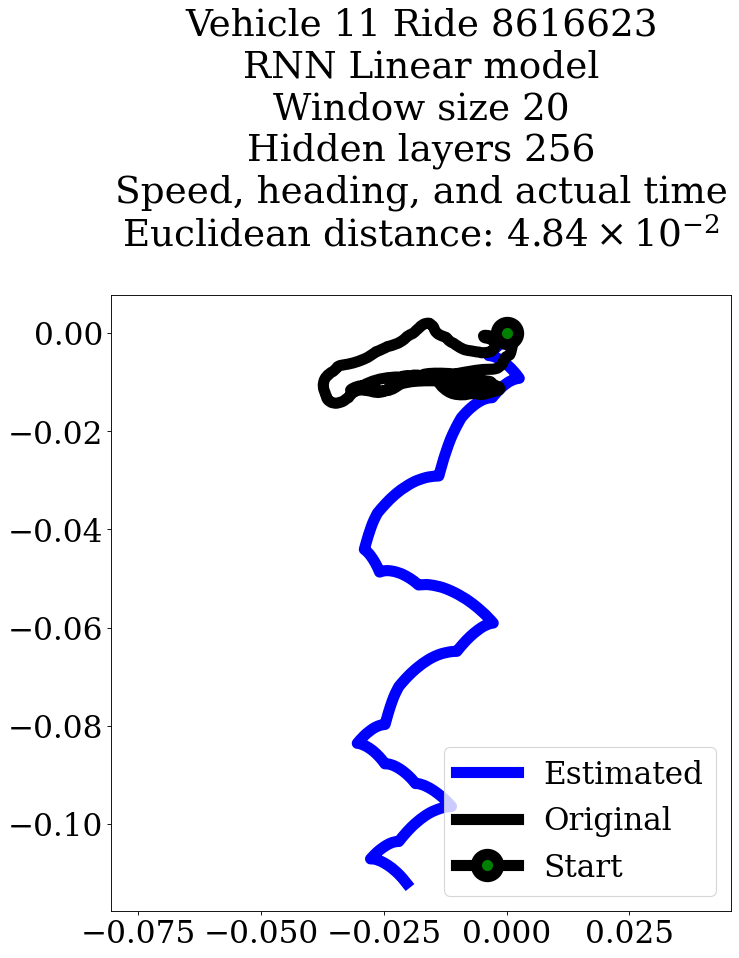 Vehicle 11 Ride 8616623
RNN Linear model
Window size 20
Hidden layers 256
Speed, heading, and actual time
Euclidean distance: 4.84 × 10⁻²
0.00
−0.02
−0.04
−0.06
−0.08
−0.10
Estimated
Original
Start
−0.075 −0.050 −0.025 0.000 0.025